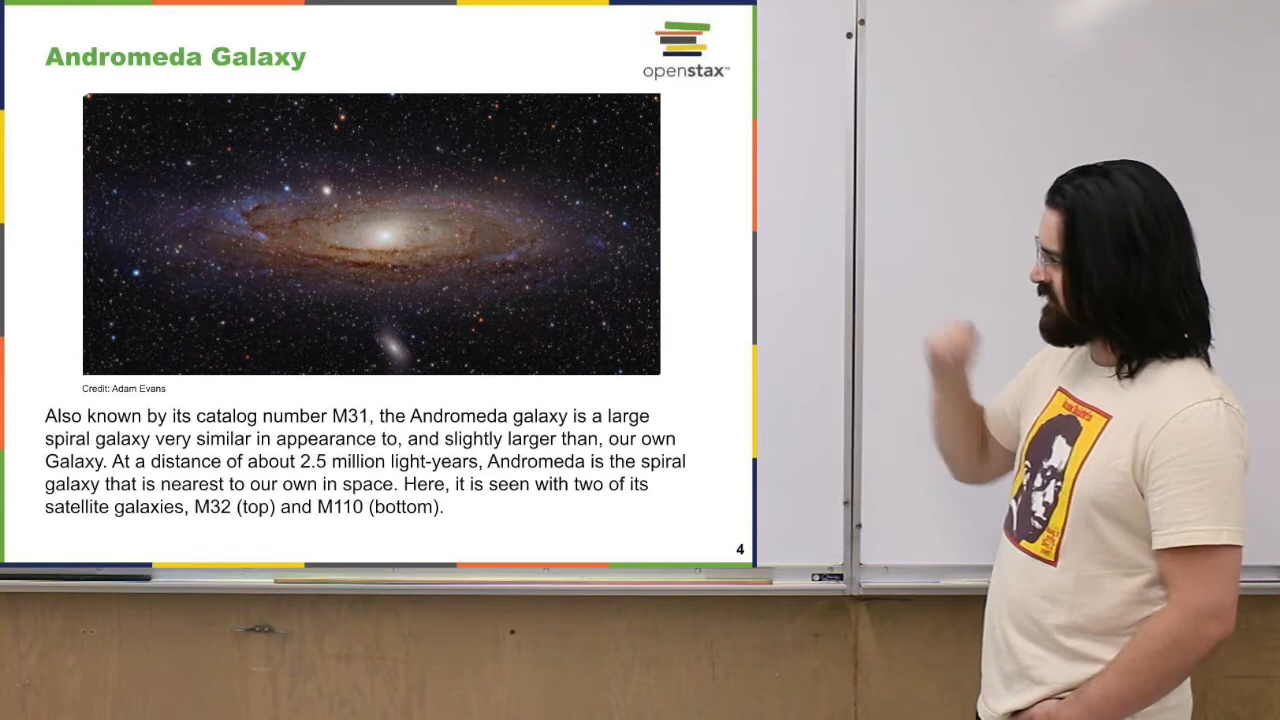 Andromeda Galaxy
openstax™
Credit: Adam Evans
Also known by its catalog number M31, the Andromeda galaxy is a large
spiral galaxy very similar in appearance to, and slightly larger than, our own
Galaxy. At a distance of about 2.5 million light-years, Andromeda is the spiral
galaxy that is nearest to our own in space. Here, it is seen with two of its
satellite galaxies, M32 (top) and M110 (bottom).
4